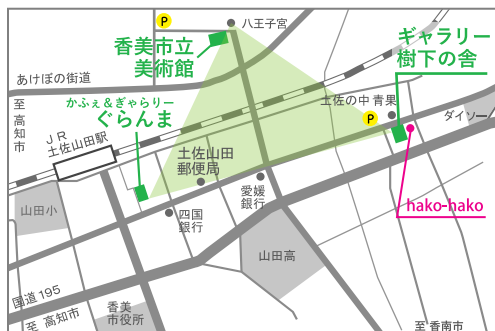 P
八王子宮
香美市立
美術館
ギャラリー
樹下の舎
あけぼの街道
至高知市
かふぇ&ぎゃらりー
ぐらんま
土佐の中青果
P
ダイソー
JR
土佐山田駅
土佐山田
郵便局
愛媛
銀行
四国
銀行
山田小
hako-hako
山田高
国道195
至高知市
香美
市役所
至香南市